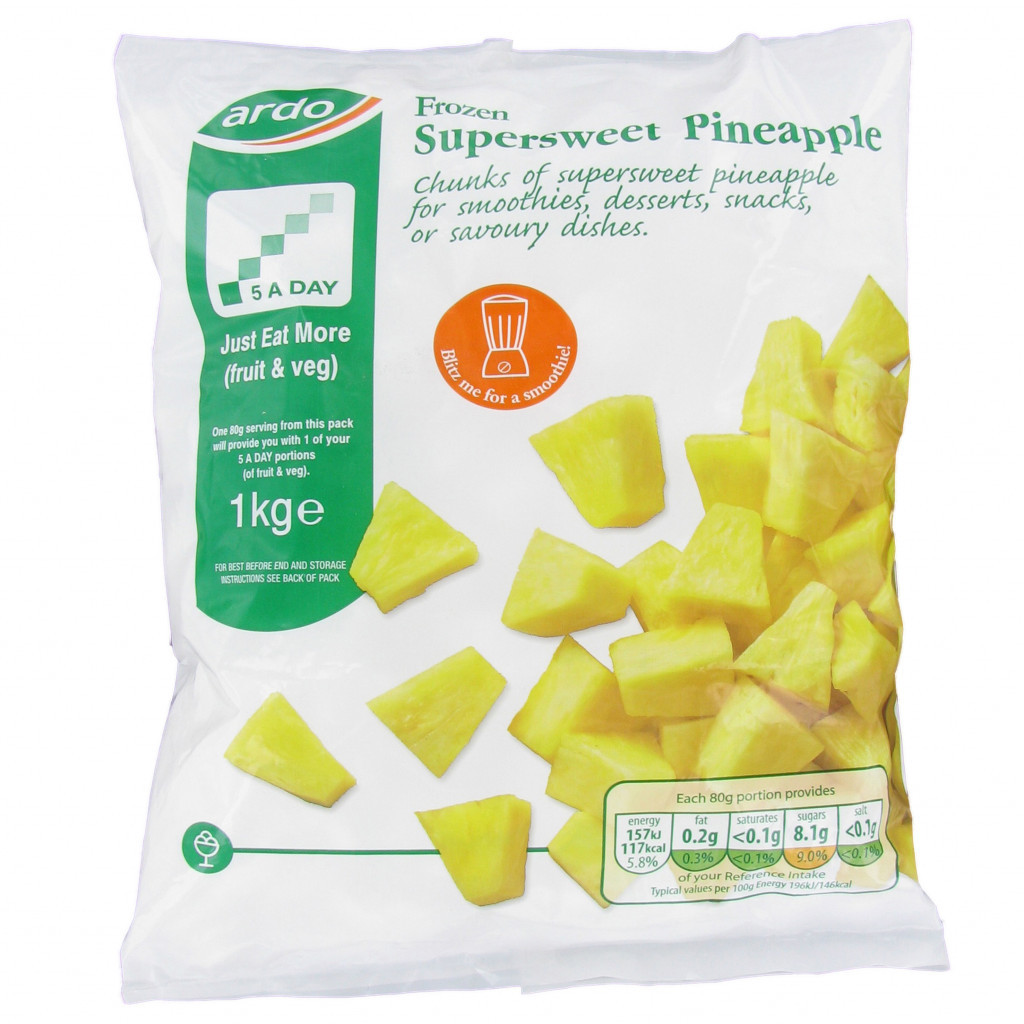 ardo
5 A DAY
Just Eat More
(fruit & veg)
One 80g serving from this pack
will provide you with 1 of your
5 A DAY portions
(of fruit & veg).
1kg℮
FOR BEST BEFORE END AND STORAGE
INSTRUCTIONS SEE BACK OF PACK
Frozen
Supersweet Pineapple
Chunks of supersweet pineapple
for smoothies, desserts, snacks,
or savoury dishes.
Blitz me for a smoothie!
Each 80g portion provides
energy fat saturates sugars salt
157kJ 0.2g <0.1g 8.1g <0.1g
117kcal
5.8% 0.3% <0.1% 9.0% <0.1%
of your Reference Intake
Typical values per 100g Energy 196kJ/146kcal